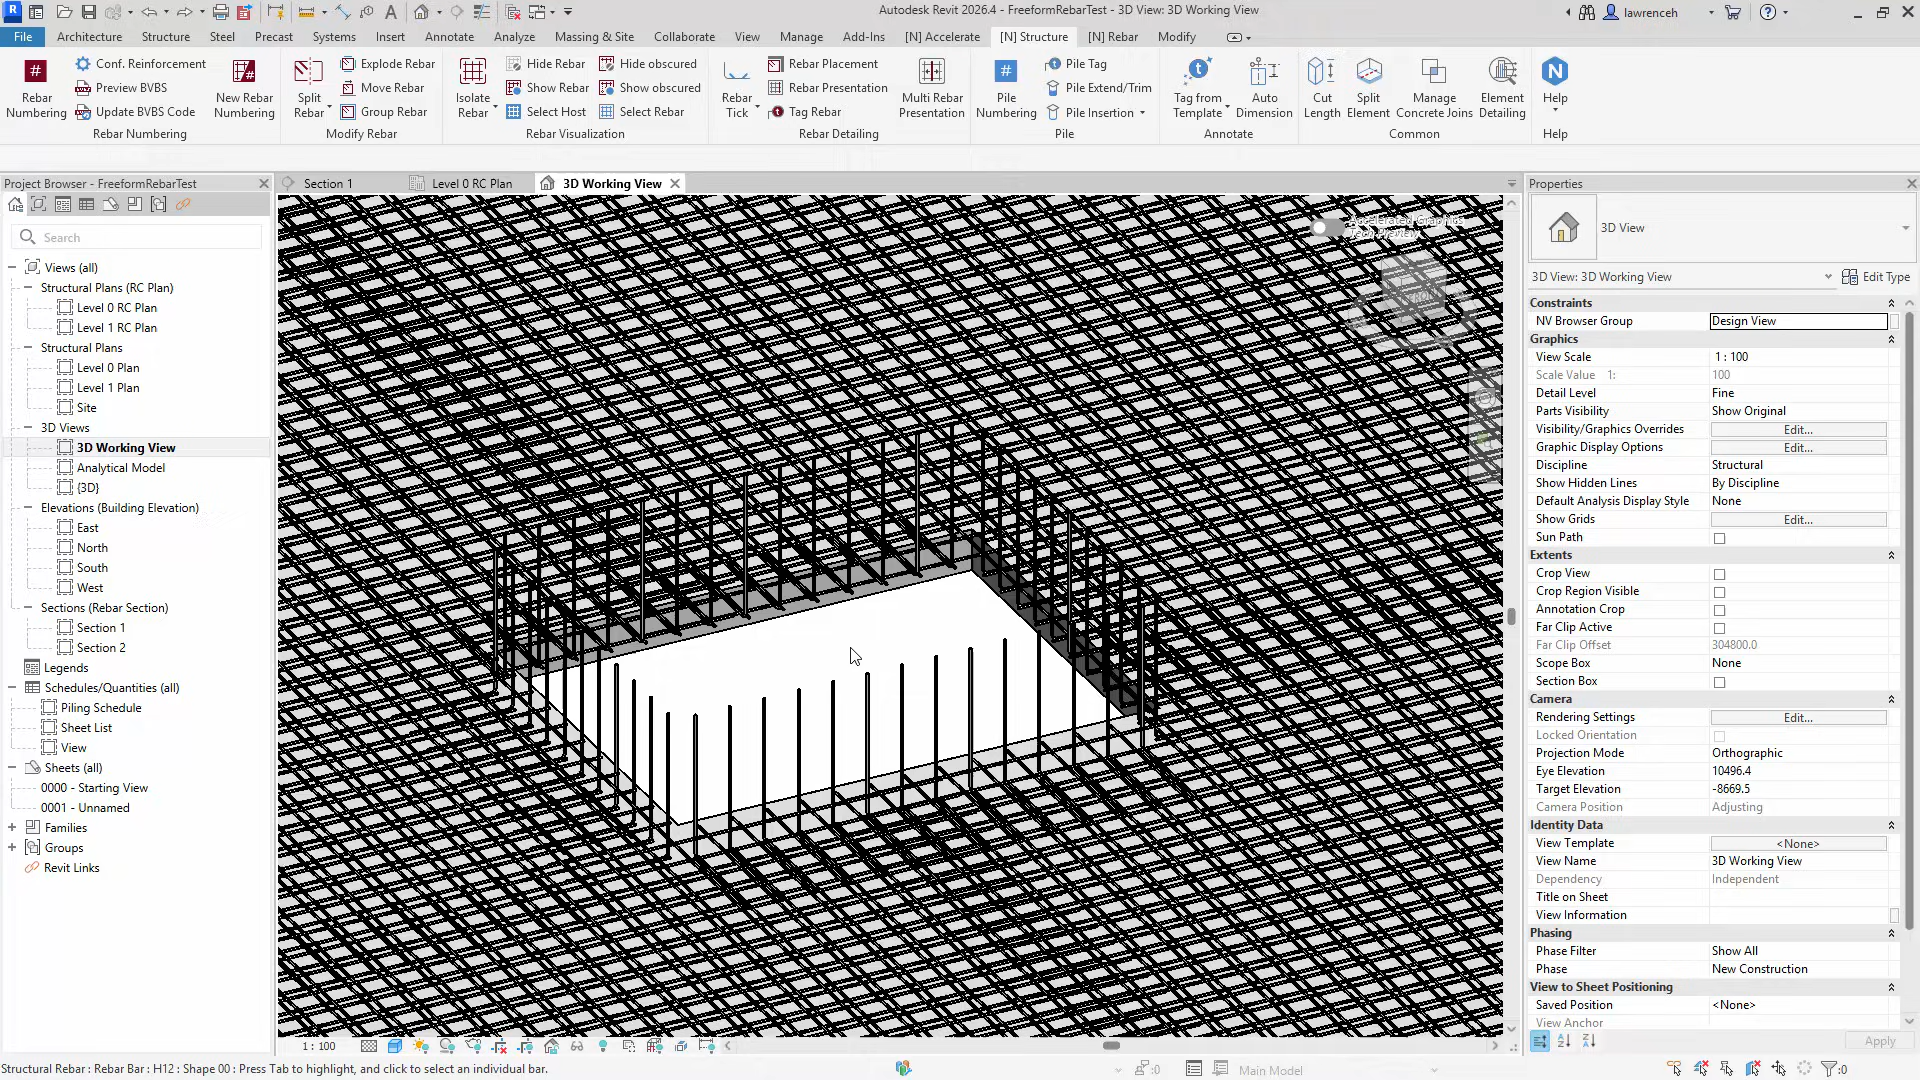 Autodesk Revit 2026.4 - FreeformRebarTest - 3D View: 3D Working View
lawrenceh
File
Architecture
Structure
Steel
Precast
Systems
Insert
Annotate
Analyze
Massing & Site
Collaborate
View
Manage
Add-Ins
[N] Accelerate
[N] Structure
[N] Rebar
Modify
Rebar Numbering
Conf. Reinforcement
Preview BVBS
Update BVBS Code
New Rebar Numbering
Rebar Numbering
Split Rebar
Explode Rebar
Move Rebar
Group Rebar
Modify Rebar
Isolate Rebar
Hide Rebar
Show Rebar
Select Host
Hide obscured
Show obscured
Select Rebar
Rebar Visualization
Rebar Tick
Rebar Placement
Rebar Presentation
Tag Rebar
Multi Rebar Presentation
Rebar Detailing
Pile Numbering
Pile Tag
Pile Extend/Trim
Pile Insertion
Pile
Tag from Template
Auto Dimension
Annotate
Cut Length
Split Element
Manage Concrete Joins
Element Detailing
Common
Help
Help
Project Browser - FreeformRebarTest
Search
Views (all)
Structural Plans (RC Plan)
Level 0 RC Plan
Level 1 RC Plan
Structural Plans
Level 0 Plan
Level 1 Plan
Site
3D Views
3D Working View
Analytical Model
{3D}
Elevations (Building Elevation)
East
North
South
West
Sections (Rebar Section)
Section 1
Section 2
Legends
Schedules/Quantities (all)
Piling Schedule
Sheet List
View
Sheets (all)
0000 - Starting View
0001 - Unnamed
Families
Groups
Revit Links
Section 1
Level 0 RC Plan
3D Working View
Accelerated Graphics
Tech Preview
1 : 100
Properties
3D View
3D View: 3D Working View
Edit Type
Constraints
NV Browser Group Design View
Graphics
View Scale 1 : 100
Scale Value 1: 100
Detail Level Fine
Parts Visibility Show Original
Visibility/Graphics Overrides Edit...
Graphic Display Options Edit...
Discipline Structural
Show Hidden Lines By Discipline
Default Analysis Display Style None
Show Grids Edit...
Sun Path
Extents
Crop View
Crop Region Visible
Annotation Crop
Far Clip Active
Far Clip Offset 304800.0
Scope Box None
Section Box
Camera
Rendering Settings Edit...
Locked Orientation
Projection Mode Orthographic
Eye Elevation 10496.4
Target Elevation -8669.5
Camera Position Adjusting
Identity Data
View Template <None>
View Name 3D Working View
Dependency Independent
Title on Sheet
View Information
Phasing
Phase Filter Show All
Phase New Construction
View to Sheet Positioning
Saved Position <None>
View Anchor
Apply
Structural Rebar : Rebar Bar : H12 : Shape 00 : Press Tab to highlight, and click to select an individual bar.
:0
Main Model
:0